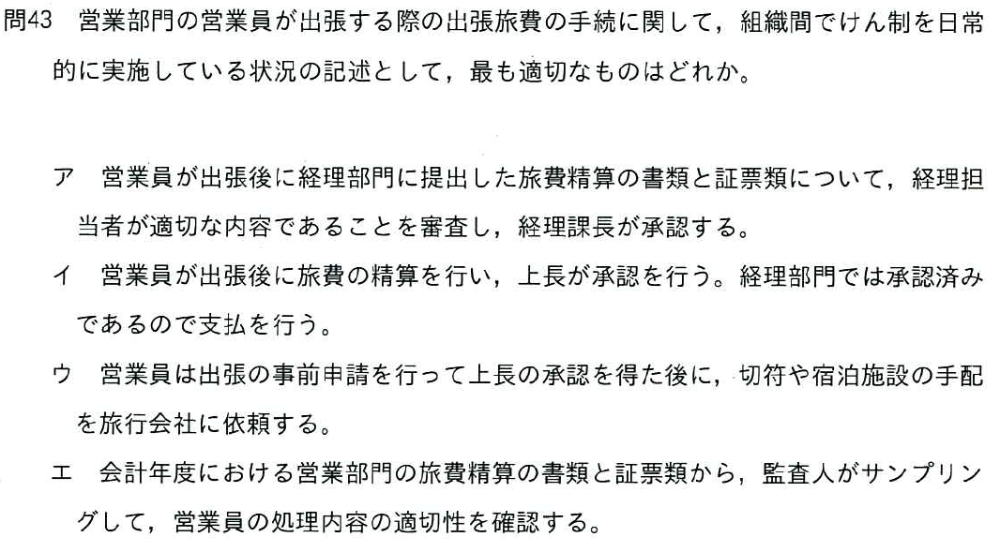 問43　営業部門の営業員が出張する際の出張旅費の手続に関して，組織間でけん制を日常
的に実施している状況の記述として，最も適切なものはどれか。
ア　営業員が出張後に経理部門に提出した旅費精算の書類と証票類について，経理担
当者が適切な内容であることを審査し，経理課長が承認する。
イ　営業員が出張後に旅費の精算を行い，上長が承認を行う。経理部門では承認済み
であるので支払を行う。
ウ　営業員は出張の事前申請を行って上長の承認を得た後に，切符や宿泊施設の手配
を旅行会社に依頼する。
エ　会計年度における営業部門の旅費精算の書類と証票類から，監査人がサンプリン
グして，営業員の処理内容の適切性を確認する。